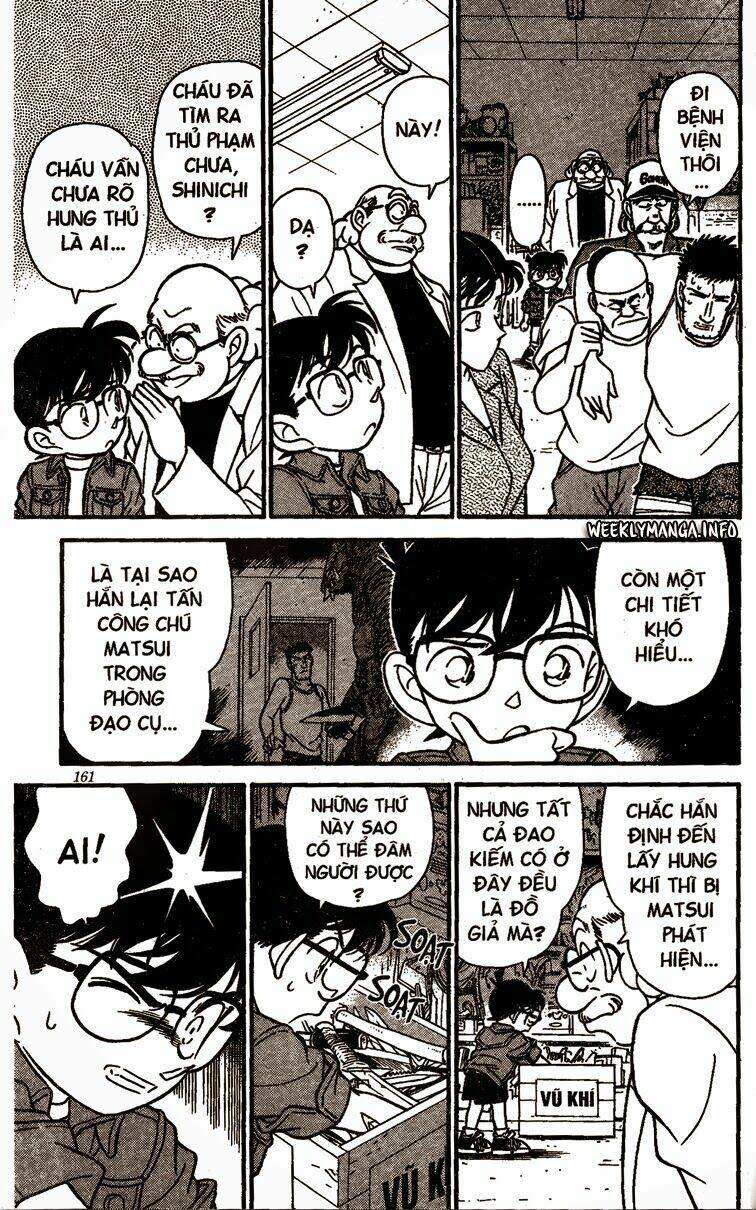 ĐI
BỆNH
VIỆN
THÔI
...
......
NÀY!
DẠ
?
CHÁU ĐÃ
TÌM RA
THỦ PHẠM
CHƯA,
SHINICHI
?
CHÁU VẪN
CHƯA RÕ
HUNG THỦ
LÀ AI...
WEEKLYMANGA.INFO
CÒN MỘT
CHI TIẾT
KHÓ
HIỂU...
LÀ TẠI SAO
HẮN LẠI TẤN
CÔNG CHÚ
MATSUI
TRONG
PHÒNG
ĐẠO CỤ...
161
CHẮC HẮN
ĐỊNH ĐẾN
LẤY HUNG
KHÍ THÌ BỊ
MATSUI
PHÁT
HIỆN...
NHƯNG TẤT
CẢ ĐAO
KIẾM CÓ Ở
ĐÂY ĐỀU
LÀ ĐỒ
GIẢ MÀ?
VŨ KHÍ
NHỮNG THỨ
NÀY SAO
CÓ THỂ ĐÂM
NGƯỜI ĐƯỢC
?
SOẠT
SOẠT
VŨ KHÍ
AI!